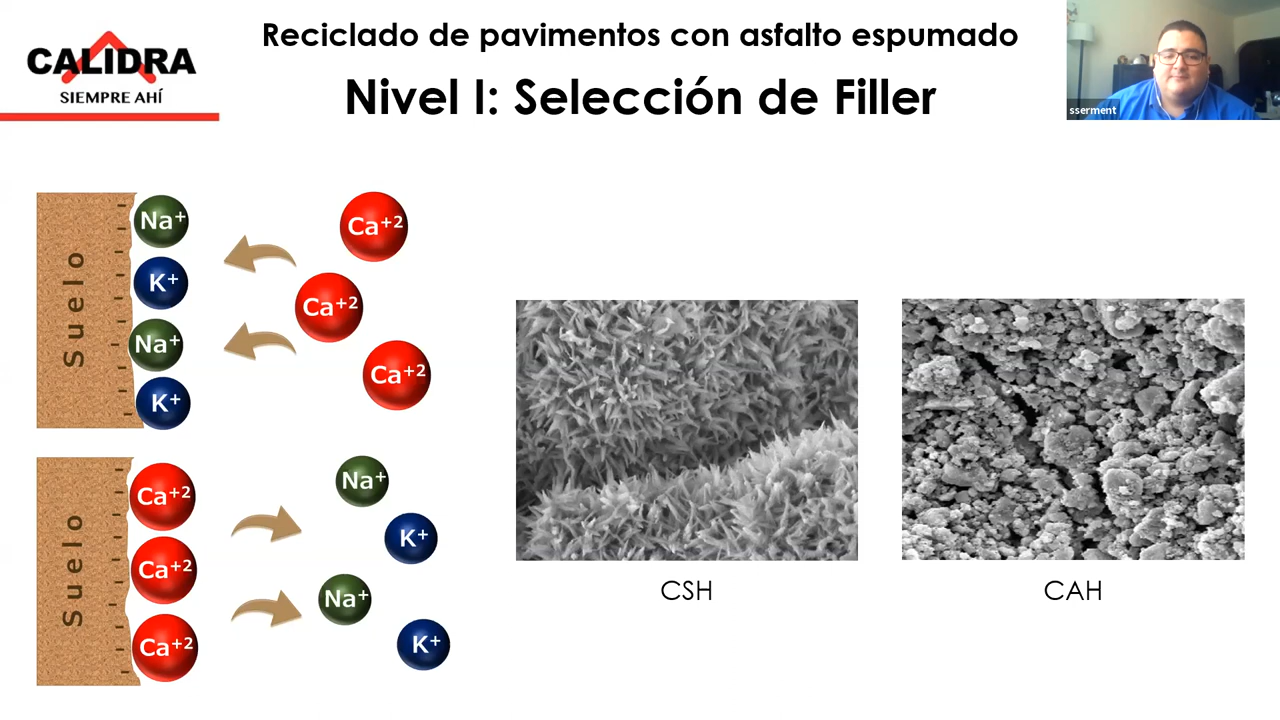 CALIDRA
SIEMPRE AHÍ
Reciclado de pavimentos con asfalto espumado
Nivel I: Selección de Filler
sserment
Suelo
Na+
K+
Na+
K+
Ca+2
Ca+2
Ca+2
Suelo
Ca+2
Ca+2
Ca+2
Na+
K+
Na+
K+
CSH
CAH